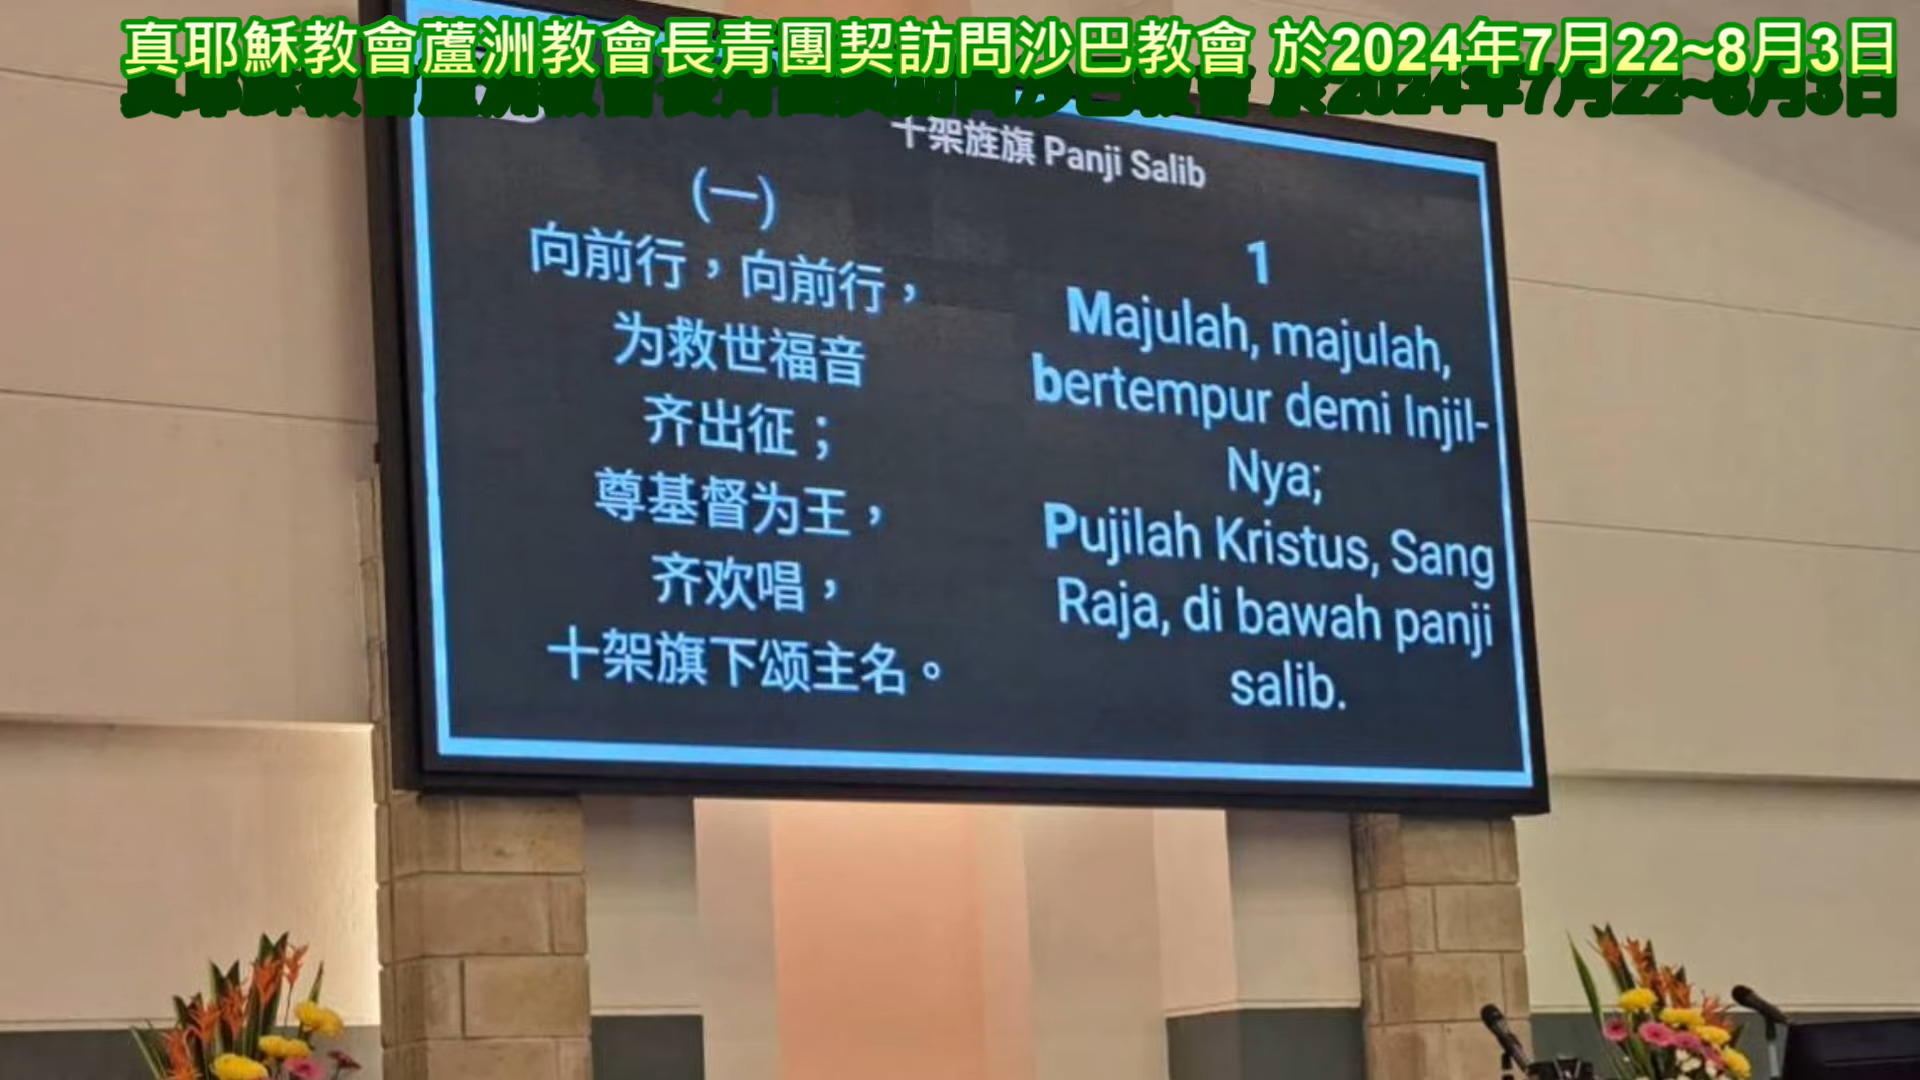 真耶穌教會蘆洲教會長青團契訪問沙巴教會 於2024年7月22~8月3日
十架旌旗 Panji Salib
(一)
向前行，向前行，
为救世福音
齐出征；
尊基督为王，
齐欢唱，
十架旗下颂主名。
1
Majulah, majulah,
bertempur demi Injil-
Nya;
Pujilah Kristus, Sang
Raja, di bawah panji
salib.